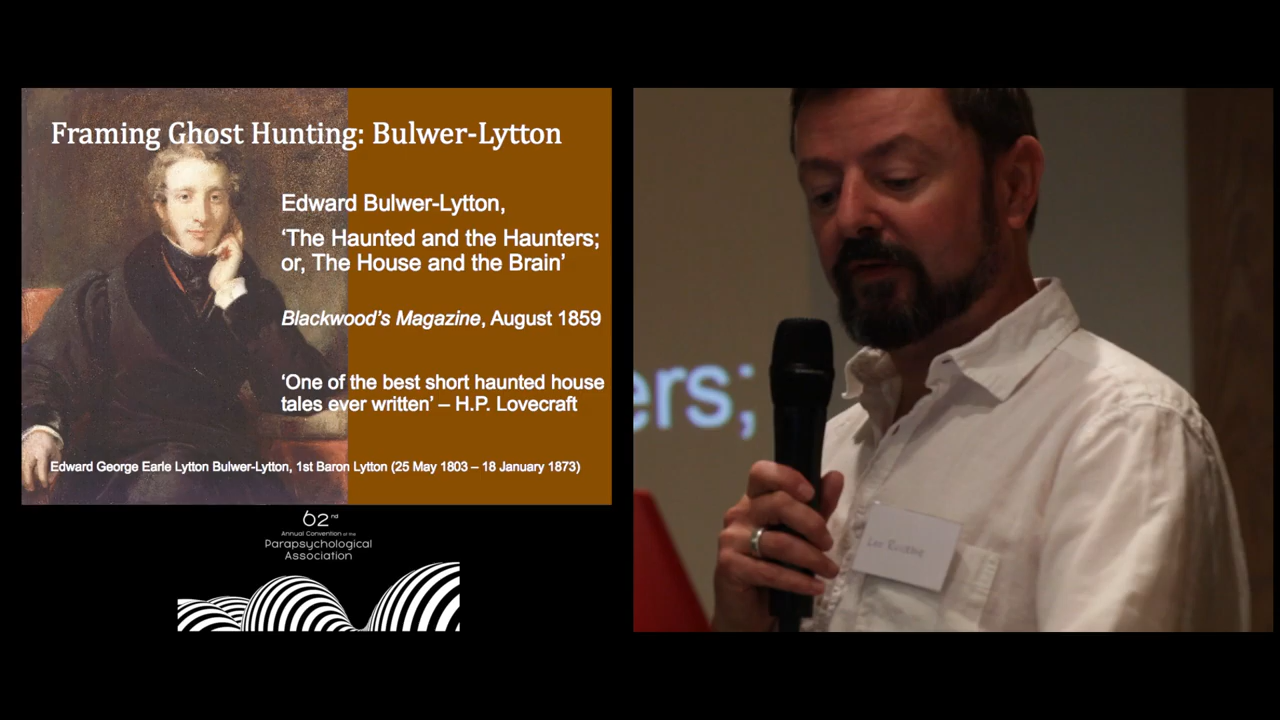 Framing Ghost Hunting: Bulwer-Lytton
Edward Bulwer-Lytton,
‘The Haunted and the Haunters;
or, The House and the Brain’
Blackwood’s Magazine, August 1859
‘One of the best short haunted house
tales ever written’ – H.P. Lovecraft
Edward George Earle Lytton Bulwer-Lytton, 1st Baron Lytton (25 May 1803 – 18 January 1873)
62nd
Annual Convention of the
Parapsychological
Association
ers;